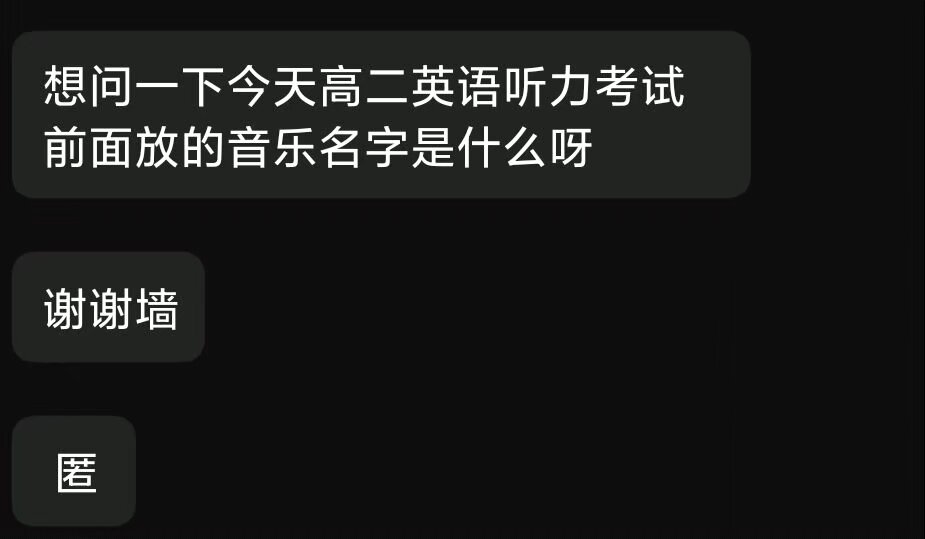 想问一下今天高二英语听力考试
前面放的音乐名字是什么呀
谢谢墙
匿